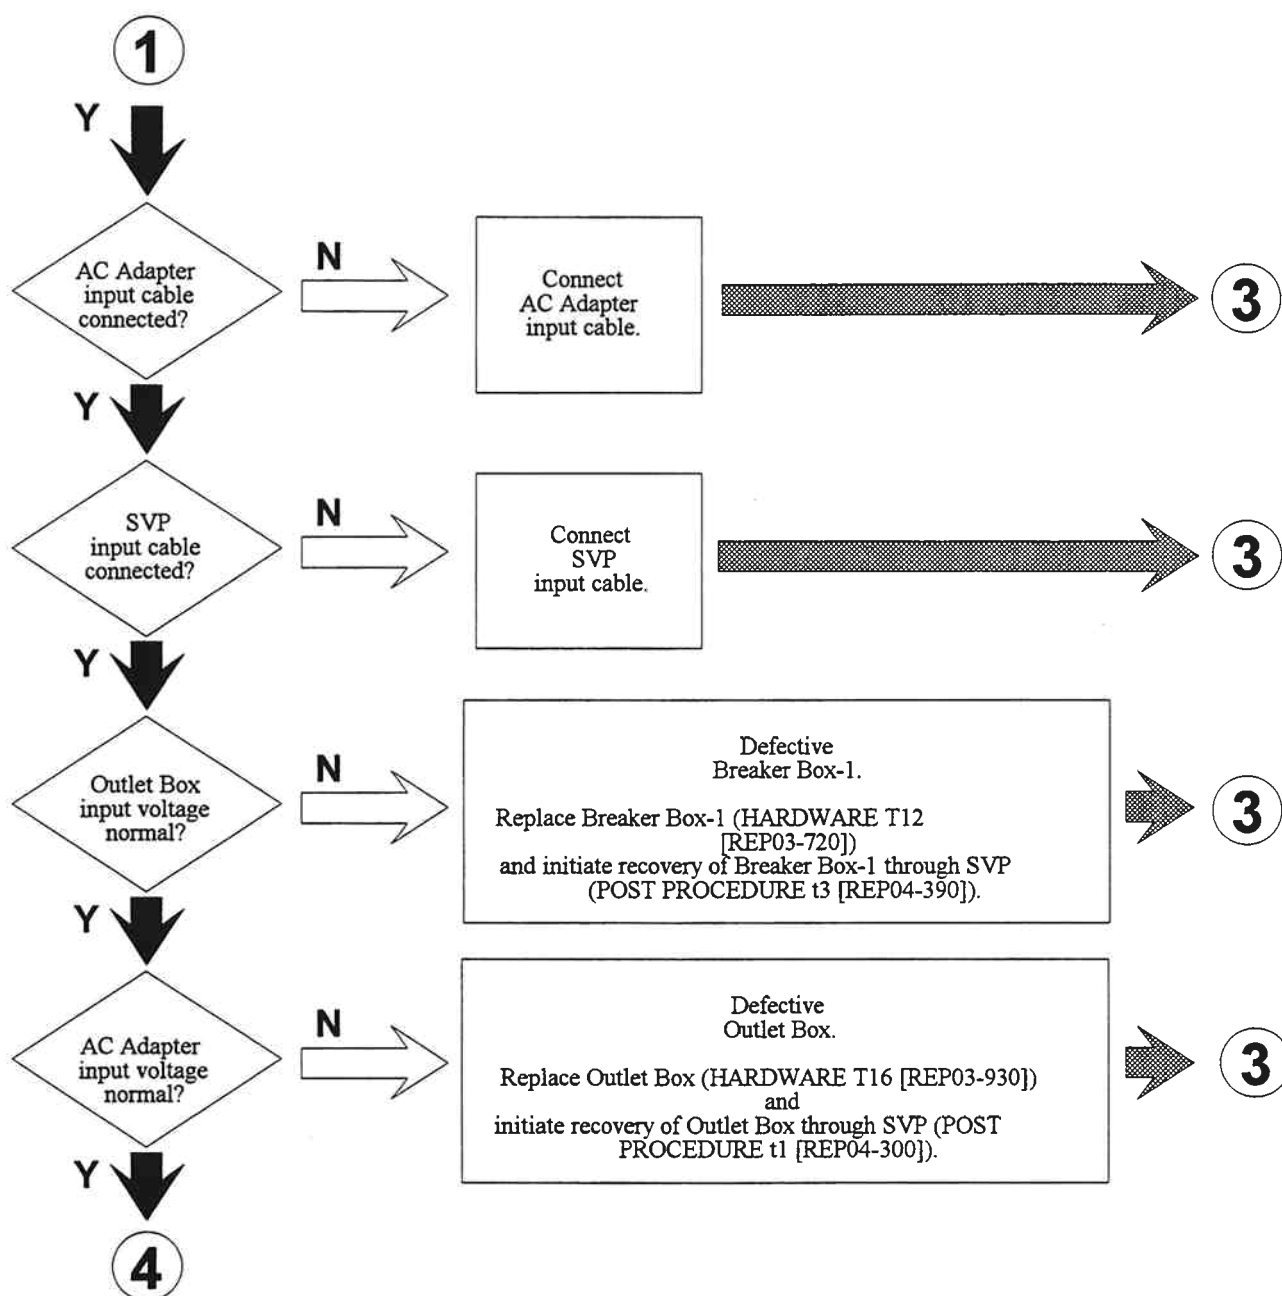 1
Y
AC Adapter
input cable
connected?
N
Connect
AC Adapter
input cable.
3
Y
SVP
input cable
connected?
N
Connect
SVP
input cable.
3
Y
Outlet Box
input voltage
normal?
N
Defective
Breaker Box-1.
Replace Breaker Box-1 (HARDWARE T12
[REP03-720])
and initiate recovery of Breaker Box-1 through SVP
(POST PROCEDURE t3 [REP04-390]).
3
Y
AC Adapter
input voltage
normal?
N
Defective
Outlet Box.
Replace Outlet Box (HARDWARE T16 [REP03-930])
and
initiate recovery of Outlet Box through SVP (POST
PROCEDURE t1 [REP04-300]).
3
Y
4